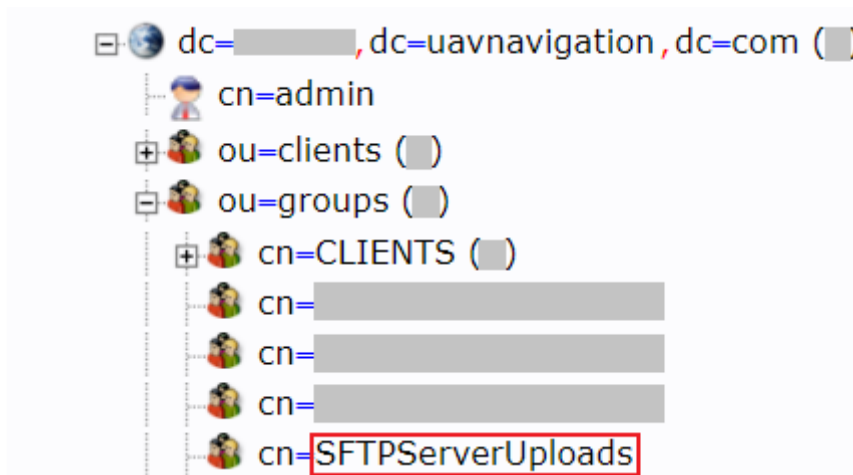 dc=,dc=uavnavigation,dc=com ()
cn=admin
ou=clients ()
ou=groups ()
cn=CLIENTS ()
cn=
cn=
cn=
cn=SFTPServerUploads